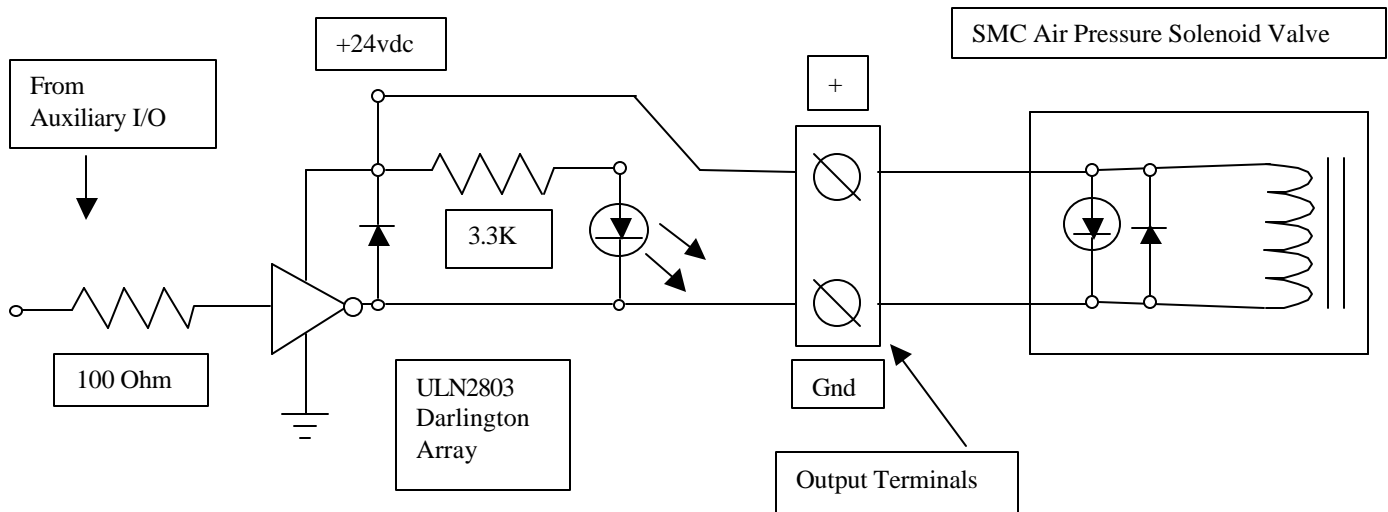 SMC Air Pressure Solenoid Valve
+24vdc
From
Auxiliary I/O
+
3.3K
100 Ohm
ULN2803
Darlington
Array
Gnd
Output Terminals